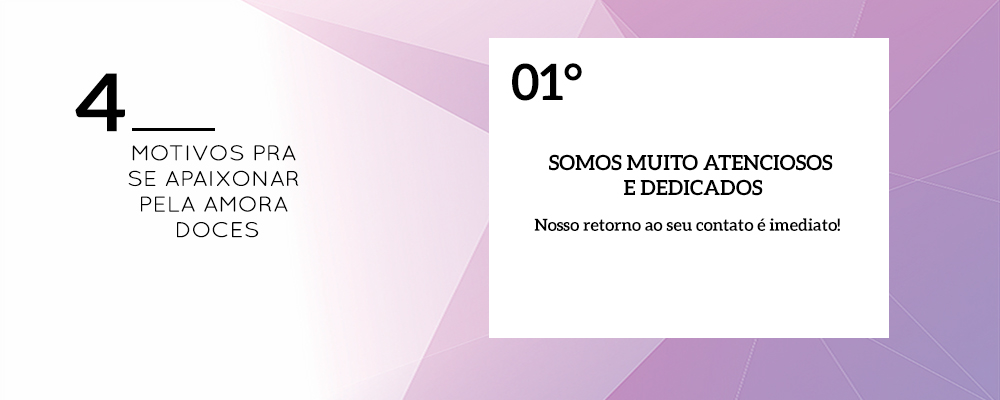 4
MOTIVOS PRA
SE APAIXONAR
PELA AMORA
DOCES
01°
SOMOS MUITO ATENCIOSOS
E DEDICADOS
Nosso retorno ao seu contato é imediato!